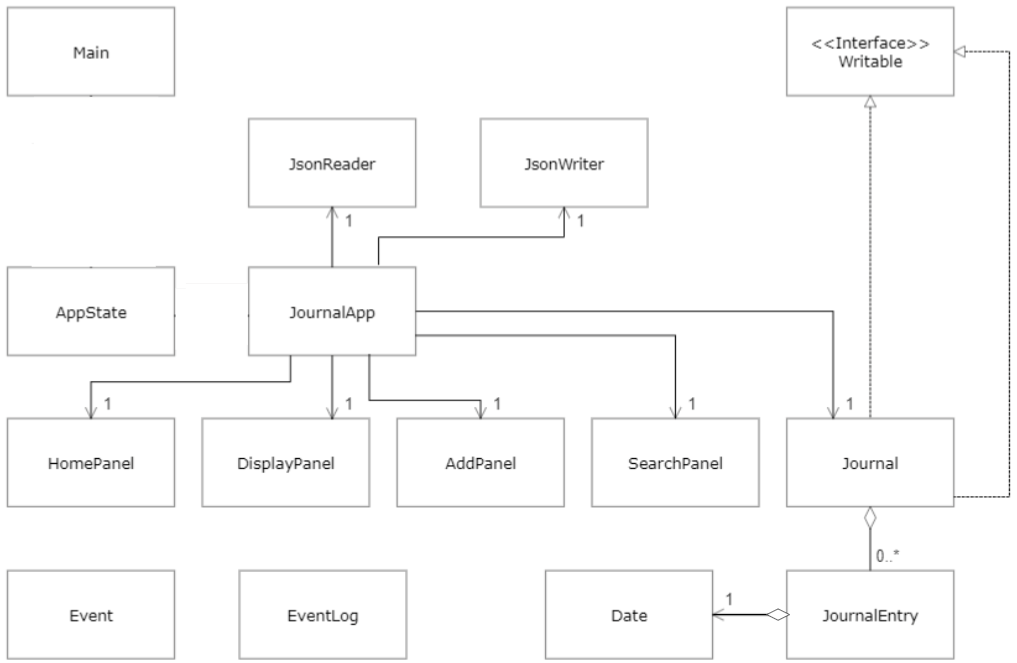 Main
<<Interface>>
Writable
JsonReader
JsonWriter
1
1
AppState
JournalApp
1
1
1
1
1
HomePanel
DisplayPanel
AddPanel
SearchPanel
Journal
0..*
Event
EventLog
Date
1
JournalEntry